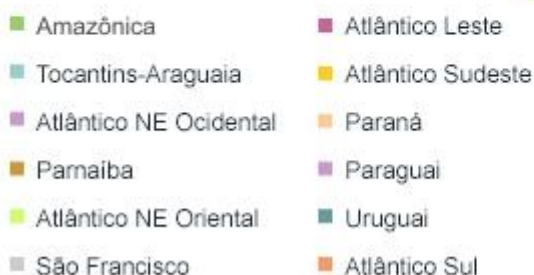 Amazônica
Tocantins-Araguaia
Atlântico NE Ocidental
Parnaíba
Atlântico NE Oriental
São Francisco
Atlântico Leste
Atlântico Sudeste
Paraná
Paraguai
Uruguai
Atlântico Sul